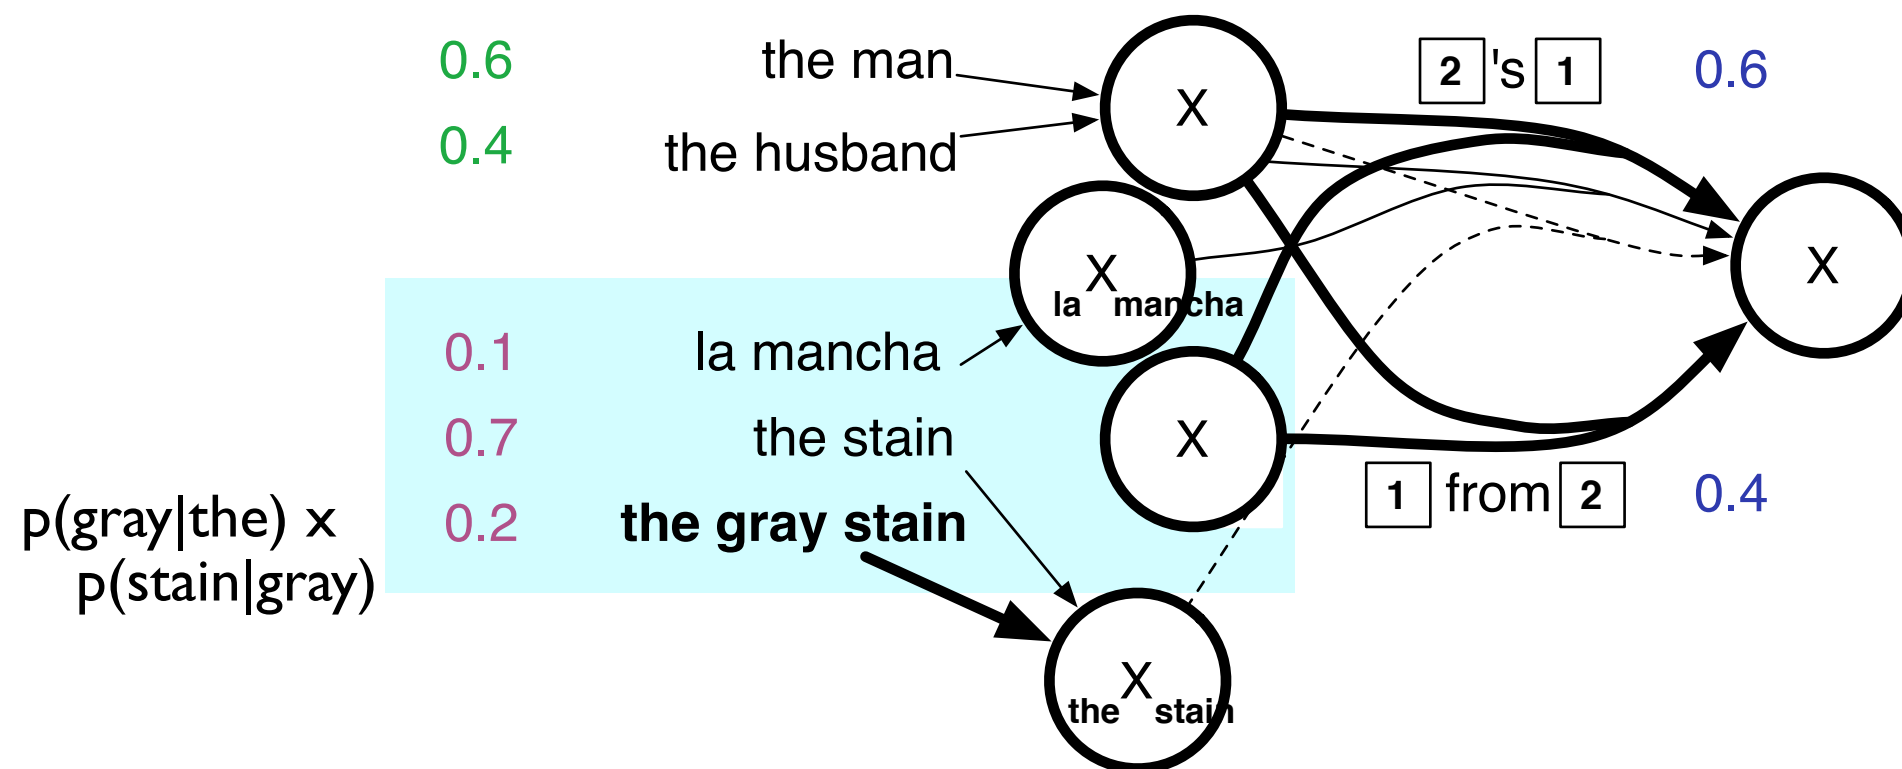 0.6 the man X 2 's 1 0.6
0.4 the husband
X
la X mancha
0.1 la mancha
0.7 the stain X
p(gray|the) x 0.2 the gray stain 1 from 2 0.4
p(stain|gray)
the X stain